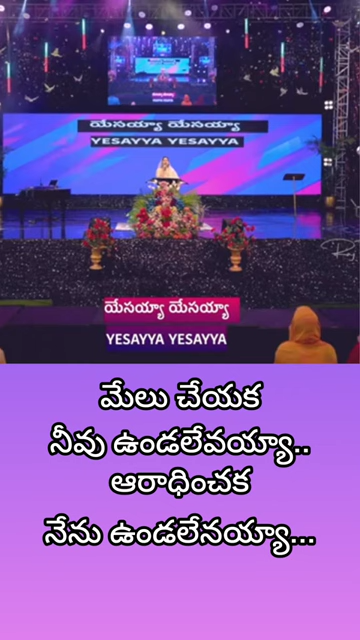 యేసయ్యా యేసయ్యా
YESAYYA YESAYYA
యేసయ్యా యేసయ్యా
YESAYYA YESAYYA
మేలు చేయక
నీవు ఉండలేవయ్యా..
ఆరాధించక
నేను ఉండలేనయ్యా...